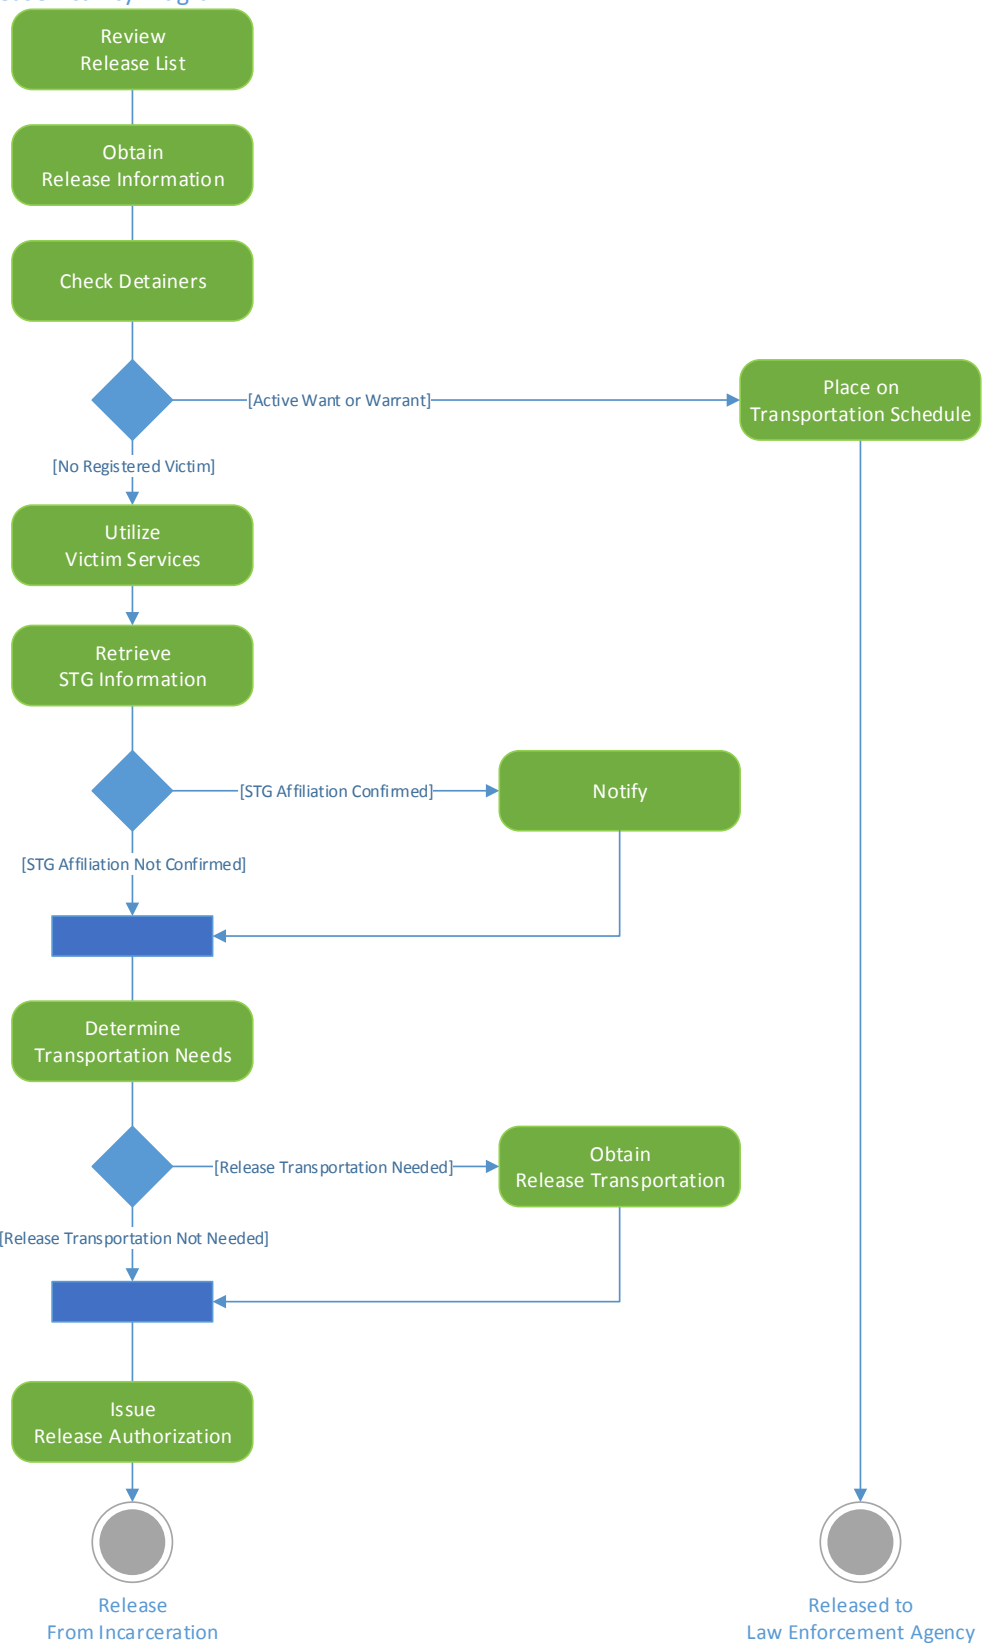 Review
Release List
Obtain
Release Information
Check Detainers
[Active Want or Warrant]
Place on
Transportation Schedule
[No Registered Victim]
Utilize
Victim Services
Retrieve
STG Information
[STG Affiliation Confirmed]
Notify
[STG Affiliation Not Confirmed]
Determine
Transportation Needs
[Release Transportation Needed]
Obtain
Release Transportation
[Release Transportation Not Needed]
Issue
Release Authorization
Release
From Incarceration
Released to
Law Enforcement Agency